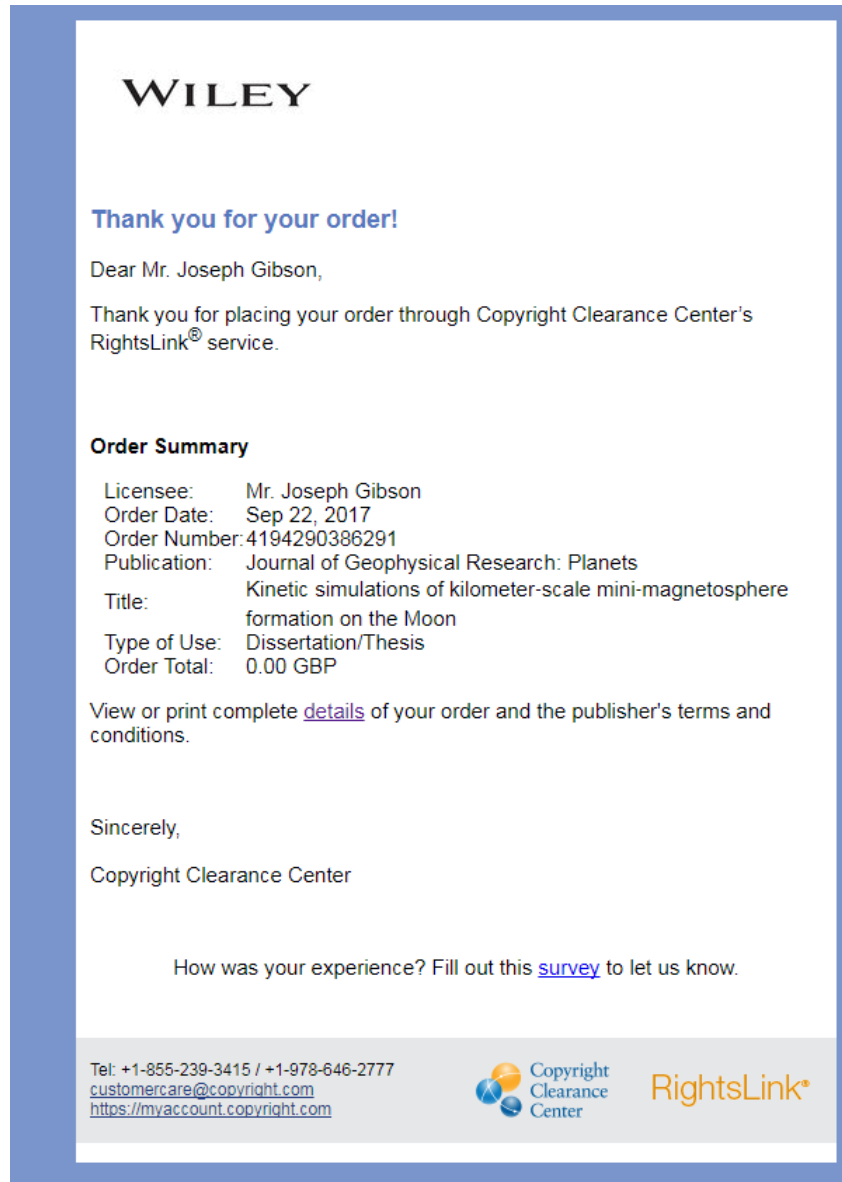 WILEY
Thank you for your order!
Dear Mr. Joseph Gibson,
Thank you for placing your order through Copyright Clearance Center's
RightsLink® service.
Order Summary
Licensee: Mr. Joseph Gibson
Order Date: Sep 22, 2017
Order Number: 4194290386291
Publication: Journal of Geophysical Research: Planets
Title: Kinetic simulations of kilometer-scale mini-magnetosphere
formation on the Moon
Type of Use: Dissertation/Thesis
Order Total: 0.00 GBP
View or print complete details of your order and the publisher's terms and
conditions.
Sincerely,
Copyright Clearance Center
How was your experience? Fill out this survey to let us know.
Tel: +1-855-239-3415 / +1-978-646-2777
customercare@copyright.com
https://myaccount.copyright.com
Copyright
Clearance
Center
RightsLink®